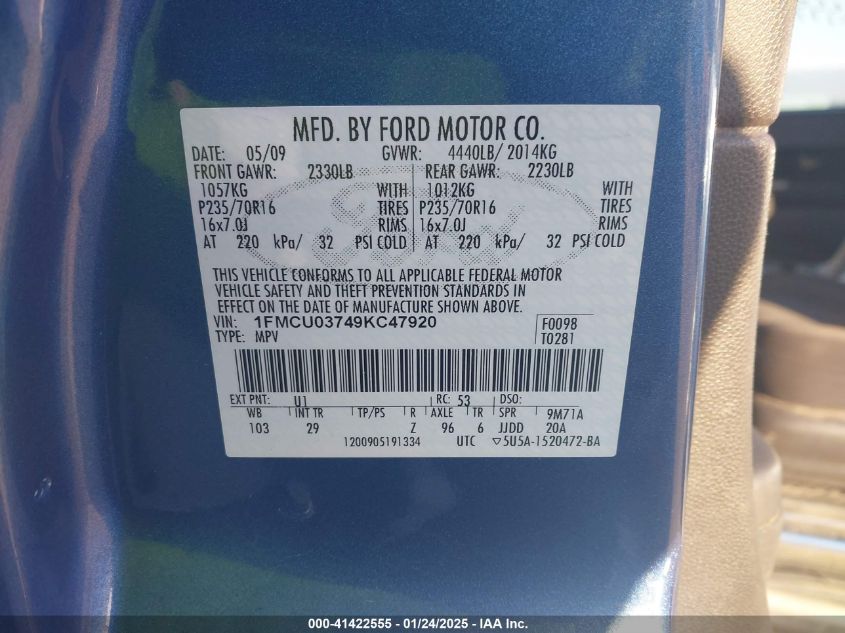 MFD. BY FORD MOTOR CO.
DATE: 05/09 GVWR: 4440LB/ 2014KG
FRONT GAWR: 2330LB REAR GAWR: 2230LB
1057KG WITH 1012KG WITH
P235/70R16 TIRES P235/70R16 TIRES
16x7.0J RIMS 16x7.0J RIMS
AT 220 kPa/ 32 PSI COLD AT 220 kPa/ 32 PSI COLD
THIS VEHICLE CONFORMS TO ALL APPLICABLE FEDERAL MOTOR
VEHICLE SAFETY AND THEFT PREVENTION STANDARDS IN
EFFECT ON THE DATE OF MANUFACTURE SHOWN ABOVE.
VIN: 1FMCU03749KC47920 F0098
TYPE: MPV T0281
EXT PNT: U1 RC: 53 DSO:
WB INT TR TP/PS R AXLE TR SPR 9M71A
103 29 Z 96 6 JJDD 20A
1200905191334 UTC ▽5U5A-1520472-BA
000-41422555 - 01/24/2025 - IAA Inc.